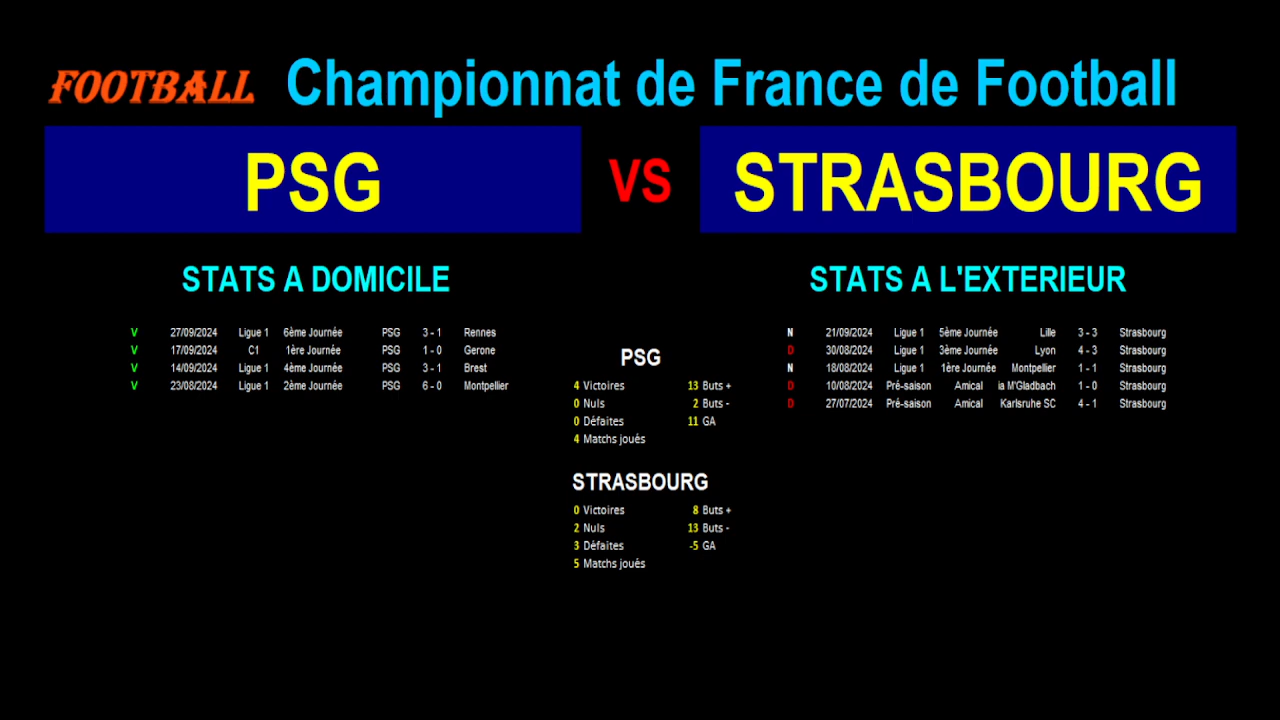 FOOTBALL Championnat de France de Football
PSG VS STRASBOURG
STATS A DOMICILE
V 27/09/2024 Ligue 1 6ème Journée PSG 3 - 1 Rennes
V 17/09/2024 C1 1ère Journée PSG 1 - 0 Gerone
V 14/09/2024 Ligue 1 4ème Journée PSG 3 - 1 Brest
V 23/08/2024 Ligue 1 2ème Journée PSG 6 - 0 Montpellier
PSG
4 Victoires 13 Buts +
0 Nuls 2 Buts -
0 Défaites 11 GA
4 Matchs joués
STRASBOURG
0 Victoires 8 Buts +
2 Nuls 13 Buts -
3 Défaites -5 GA
5 Matchs joués
STATS A L'EXTERIEUR
N 21/09/2024 Ligue 1 5ème Journée Lille 3 - 3 Strasbourg
D 30/08/2024 Ligue 1 3ème Journée Lyon 4 - 3 Strasbourg
N 18/08/2024 Ligue 1 1ère Journée Montpellier 1 - 1 Strasbourg
D 10/08/2024 Pré-saison Amical ia M'Gladbach 1 - 0 Strasbourg
D 27/07/2024 Pré-saison Amical Karlsruhe SC 4 - 1 Strasbourg